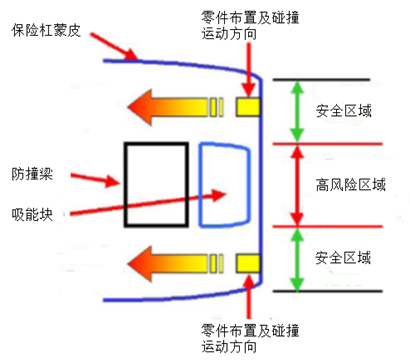 零件布置及碰撞
运动方向
保险杠蒙皮
安全区域
防撞梁
高风险区域
吸能块
安全区域
零件布置及碰撞
运动方向